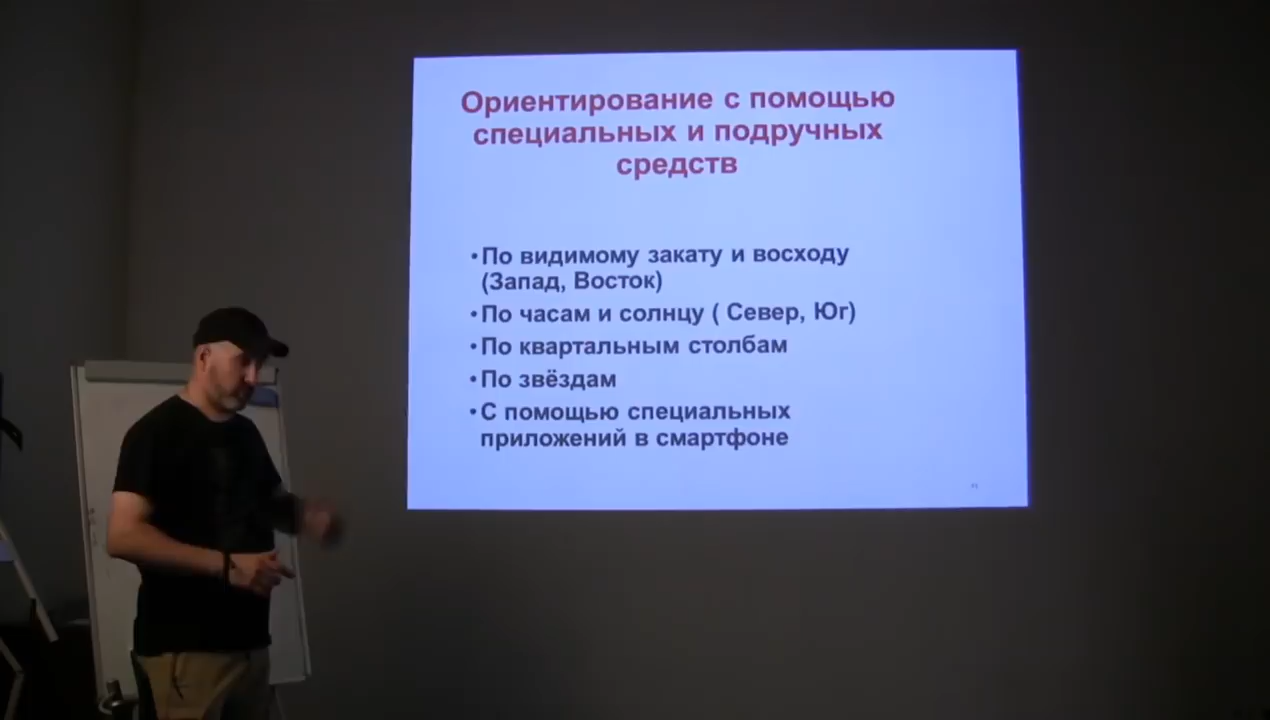 Ориентирование с помощью
специальных и подручных
средств
•По видимому закату и восходу
(Запад, Восток)
•По часам и солнцу ( Север, Юг)
•По квартальным столбам
•По звёздам
•С помощью специальных
приложений в смартфоне